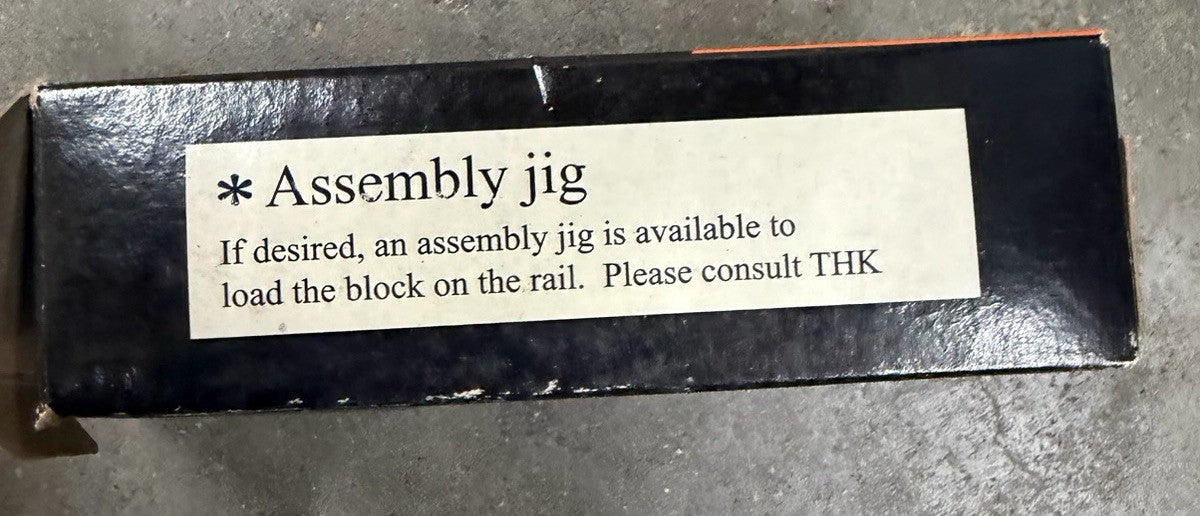 * Assembly jig
If desired, an assembly jig is available to
load the block on the rail. Please consult THK